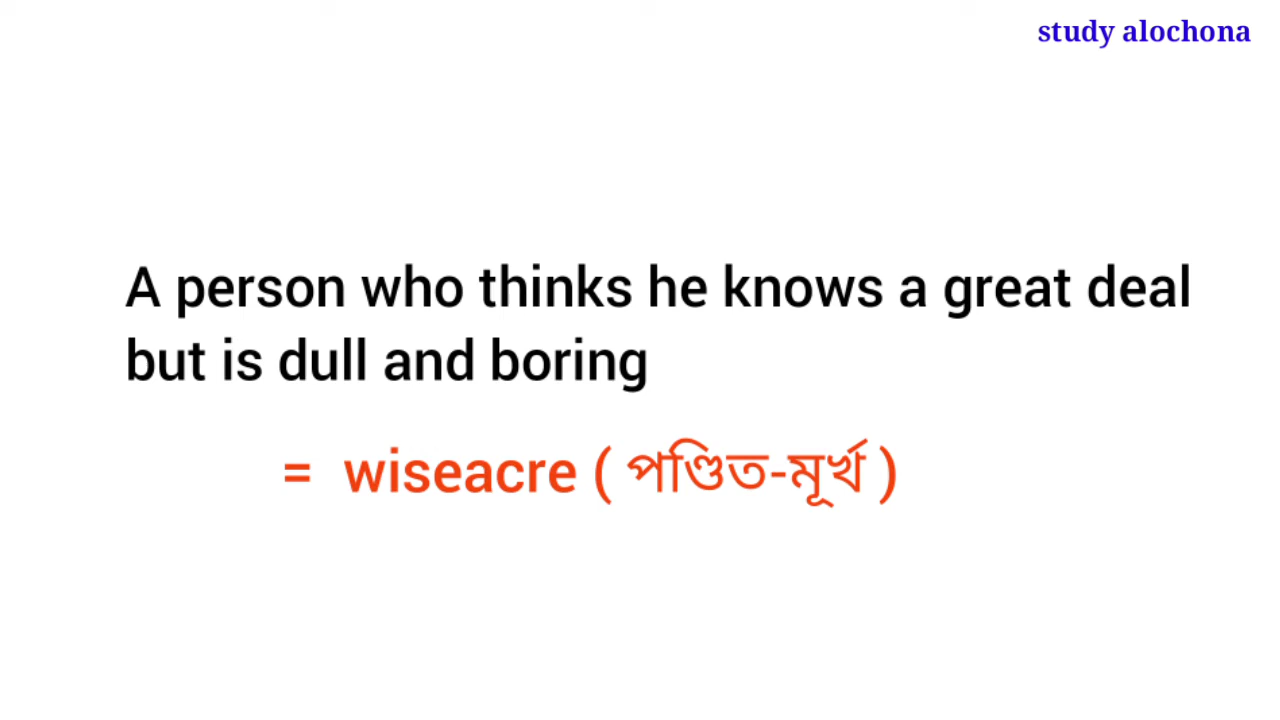 study alochona
A person who thinks he knows a great deal
but is dull and boring
= wiseacre ( পণ্ডিত-মূর্খ )